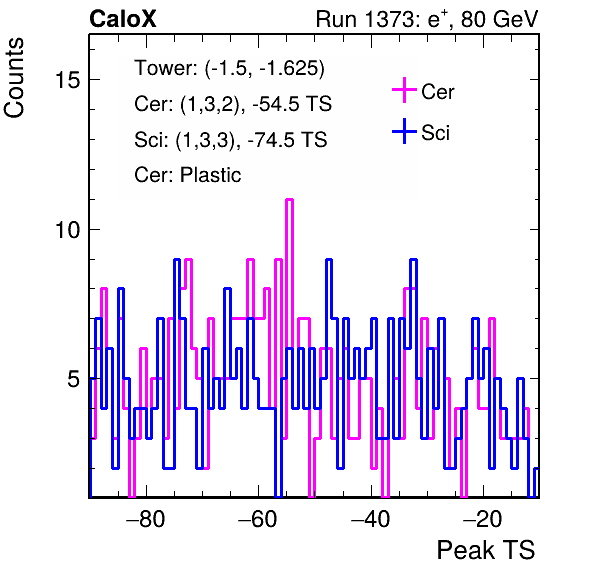 CaloX Run 1373: e+, 80 GeV
Counts
Tower: (-1.5, -1.625)
Cer: (1,3,2), -54.5 TS
Sci: (1,3,3), -74.5 TS
Cer: Plastic
Cer
Sci
15
10
5
−80 −60 −40 −20
Peak TS